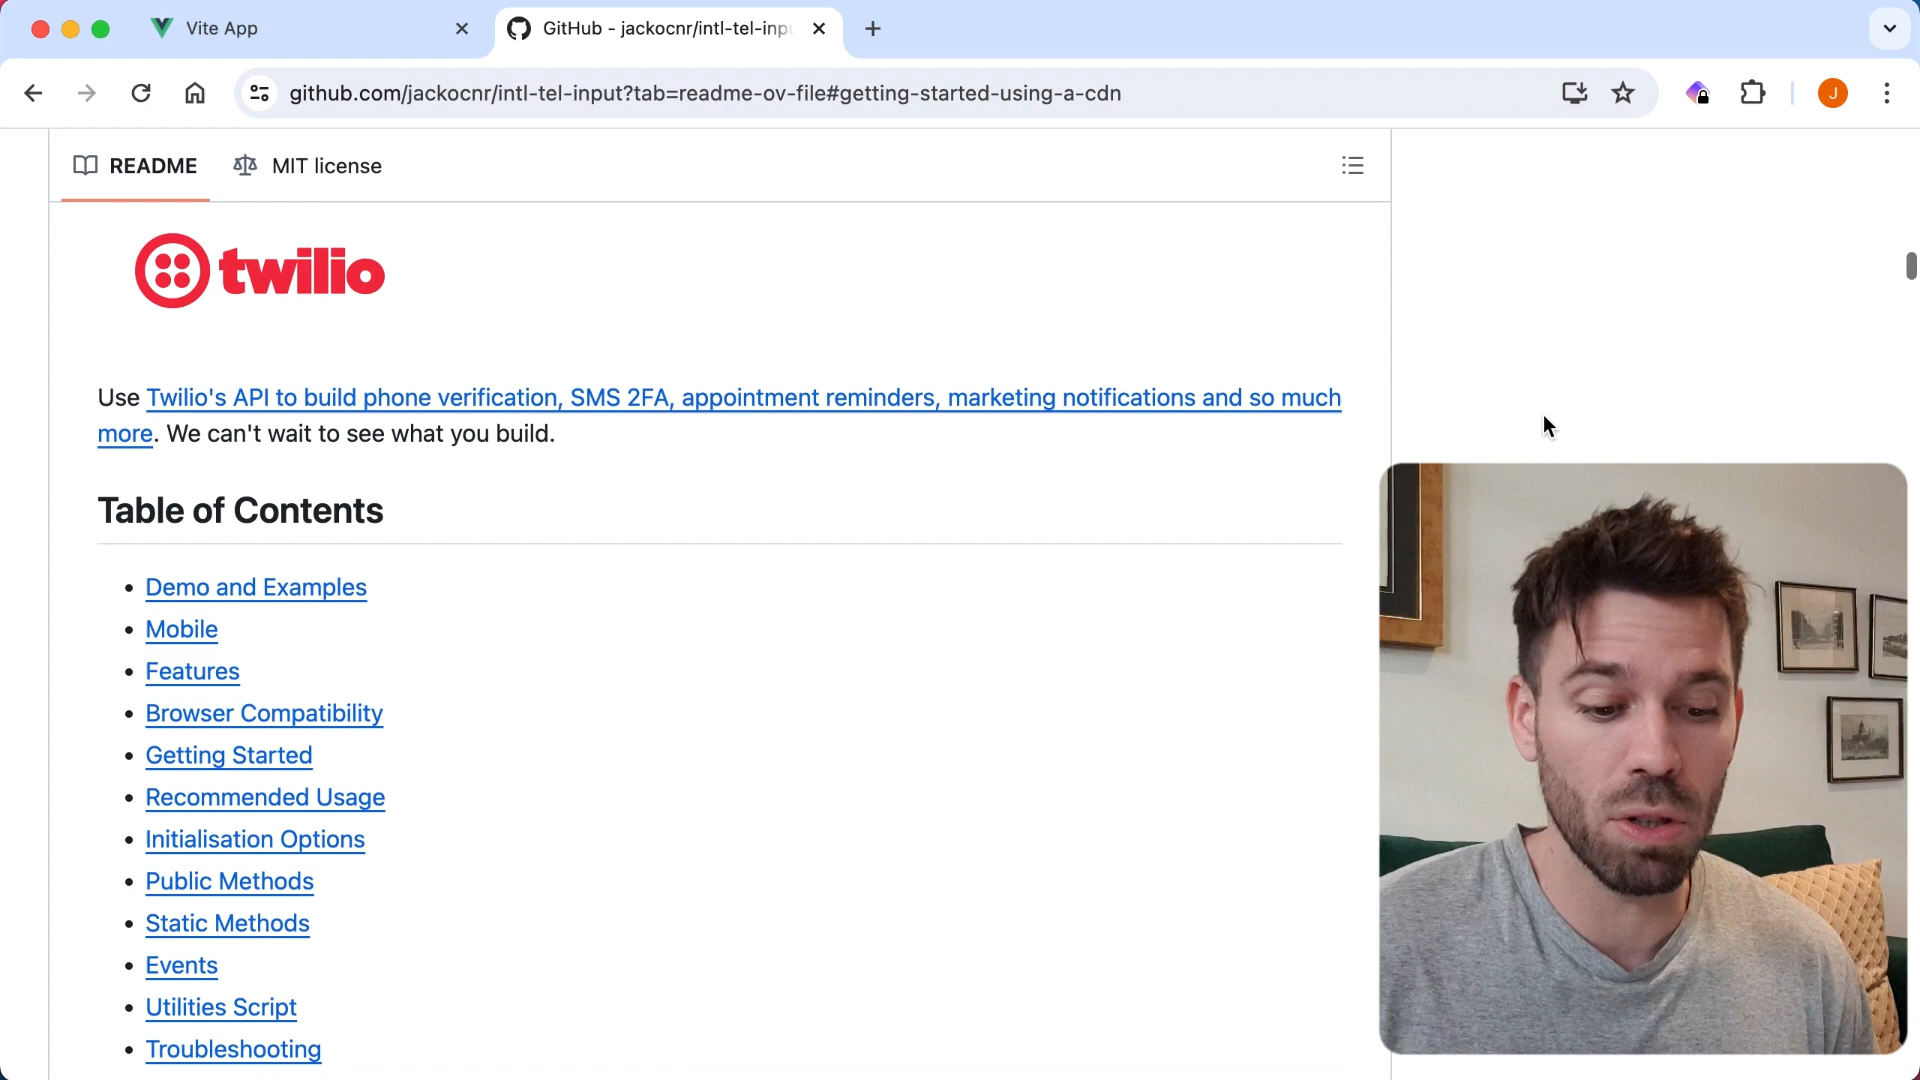 Vite App
GitHub - jackocnr/intl-tel-inpu
github.com/jackocnr/intl-tel-input?tab=readme-ov-file#getting-started-using-a-cdn
J
README
MIT license
twilio
Use Twilio's API to build phone verification, SMS 2FA, appointment reminders, marketing notifications and so much
more. We can't wait to see what you build.
Table of Contents
• Demo and Examples
• Mobile
• Features
• Browser Compatibility
• Getting Started
• Recommended Usage
• Initialisation Options
• Public Methods
• Static Methods
• Events
• Utilities Script
• Troubleshooting